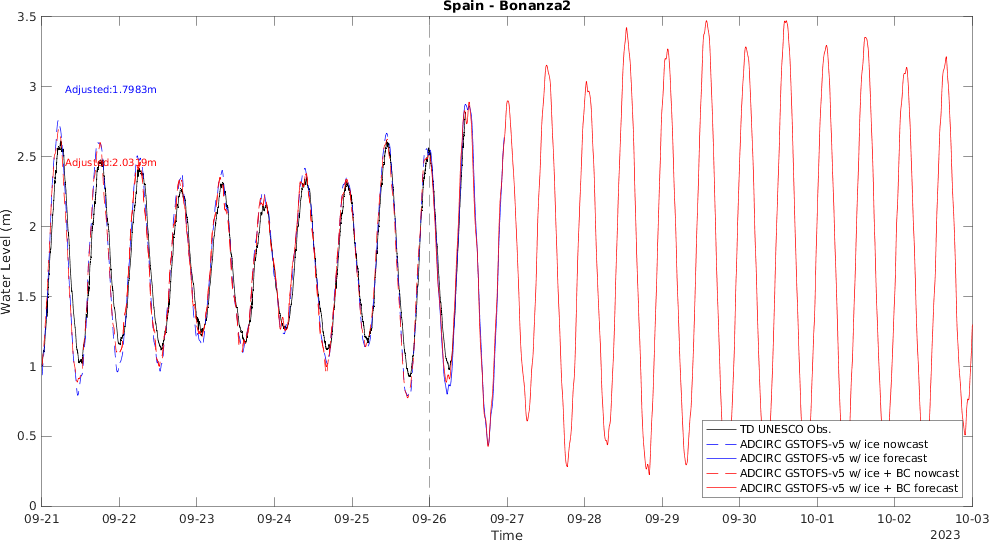 Spain - Bonanza2
3.5
3
2.5
2
1.5
1
0.5
0
Water Level (m)
Adjusted:1.7983m
TD UNESCO Obs.
ADCIRC GSTOFS-v5 w/ ice nowcast
ADCIRC GSTOFS-v5 w/ ice forecast
ADCIRC GSTOFS-v5 w/ ice + BC nowcast
ADCIRC GSTOFS-v5 w/ ice + BC forecast
09-21 09-22 09-23 09-24 09-25 09-26 09-27 09-28 09-29 09-30 10-01 10-02 10-03
Time
2023